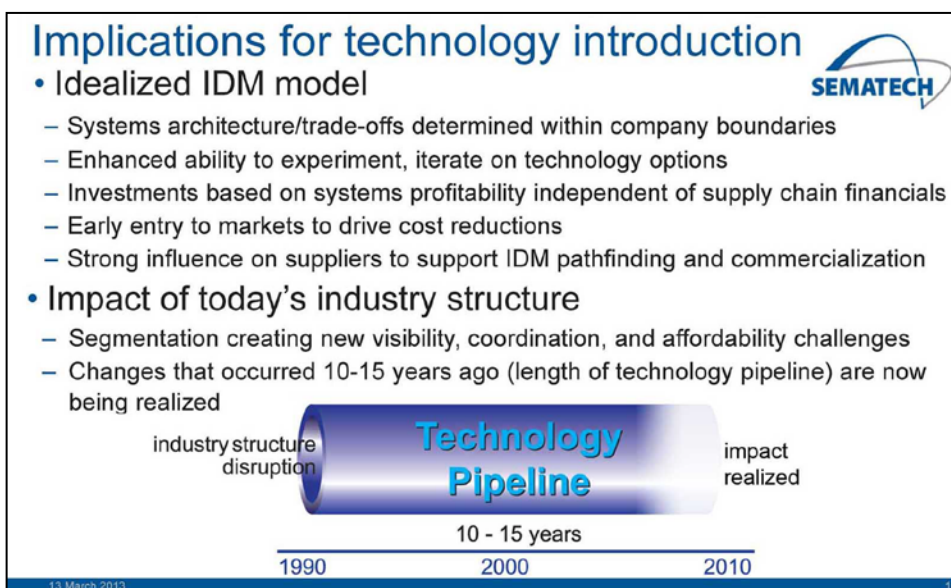 Implications for technology introduction
SEMATECH
• Idealized IDM model
– Systems architecture/trade-offs determined within company boundaries
– Enhanced ability to experiment, iterate on technology options
– Investments based on systems profitability independent of supply chain financials
– Early entry to markets to drive cost reductions
– Strong influence on suppliers to support IDM pathfinding and commercialization
• Impact of today's industry structure
– Segmentation creating new visibility, coordination, and affordability challenges
– Changes that occurred 10-15 years ago (length of technology pipeline) are now
being realized
industry structure
disruption
Technology
Pipeline
impact
realized
10 - 15 years
1990 2000 2010
13 March 2013